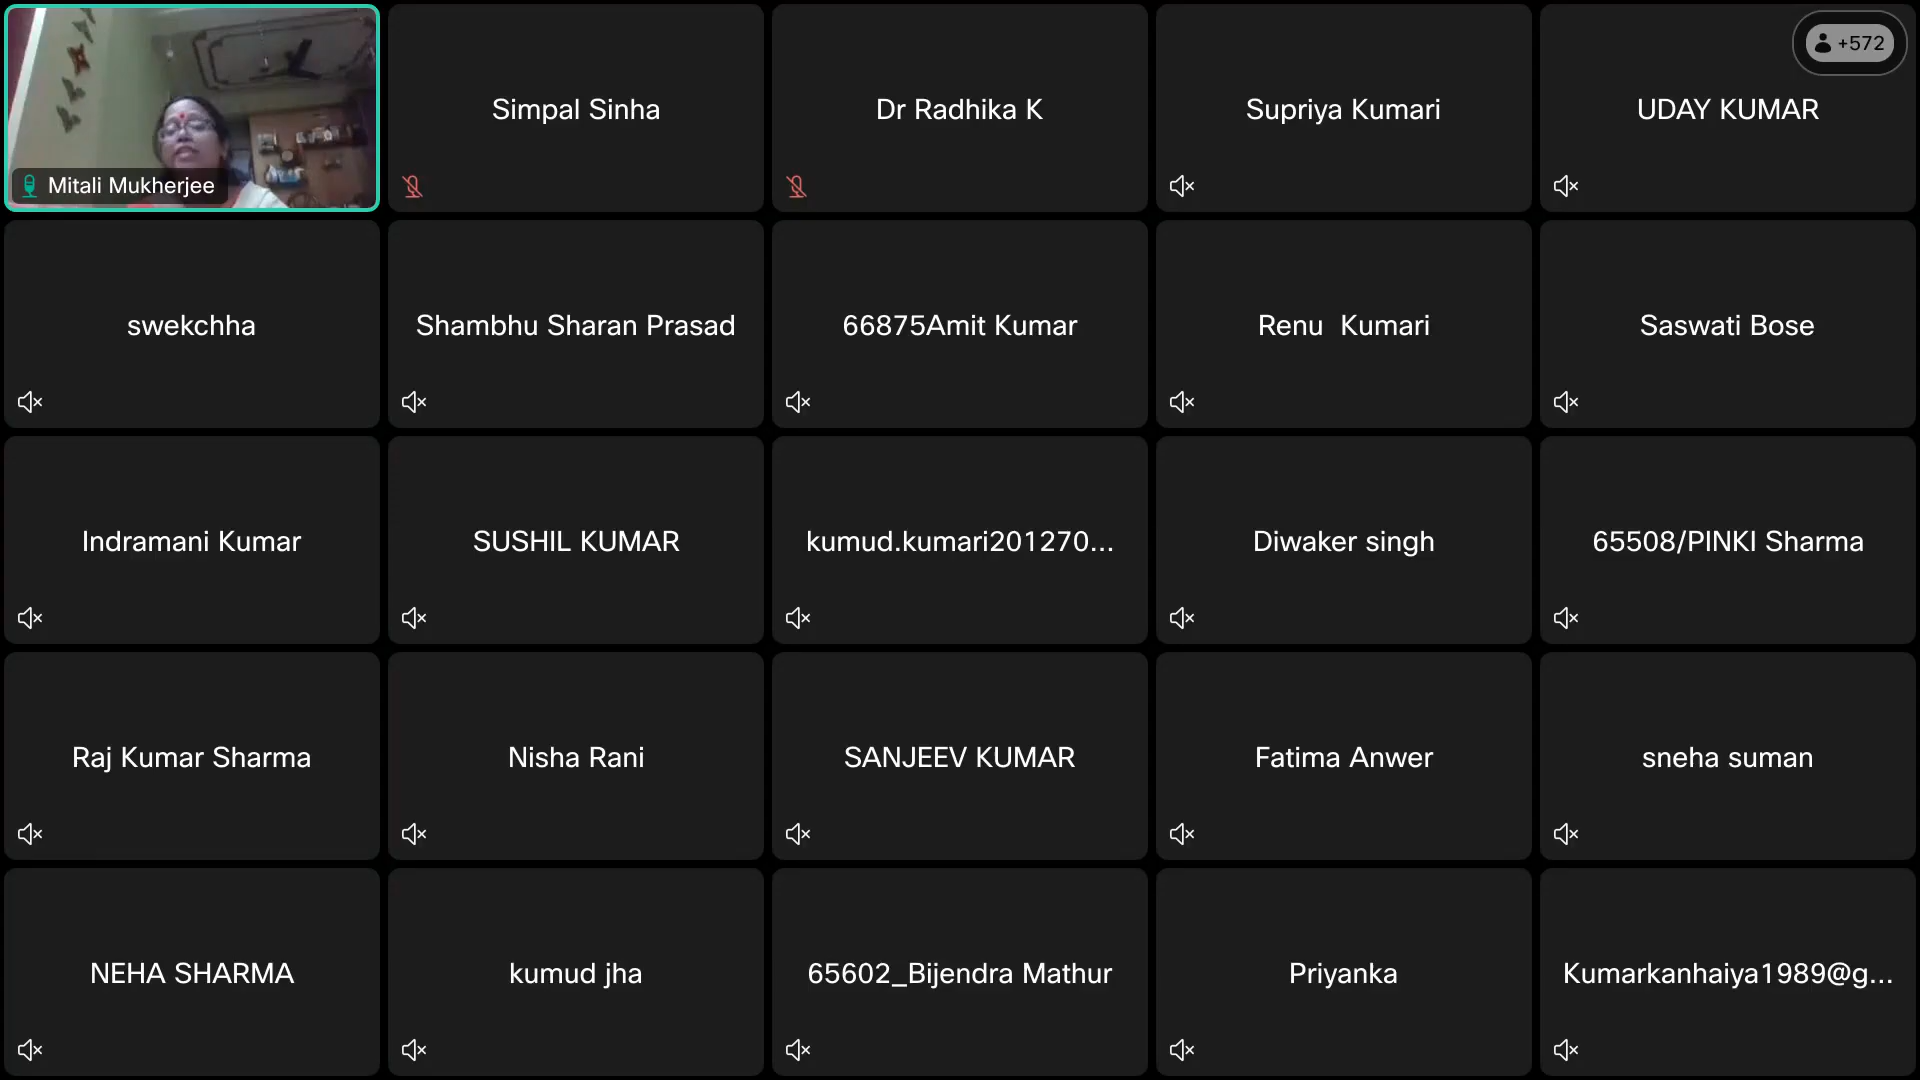 +572
Mitali Mukherjee
Simpal Sinha
Dr Radhika K
Supriya Kumari
UDAY KUMAR
swekchha
Shambhu Sharan Prasad
66875Amit Kumar
Renu  Kumari
Saswati Bose
Indramani Kumar
SUSHIL KUMAR
kumud.kumari201270...
Diwaker singh
65508/PINKI Sharma
Raj Kumar Sharma
Nisha Rani
SANJEEV KUMAR
Fatima Anwer
sneha suman
NEHA SHARMA
kumud jha
65602_Bijendra Mathur
Priyanka
Kumarkanhaiya1989@g...